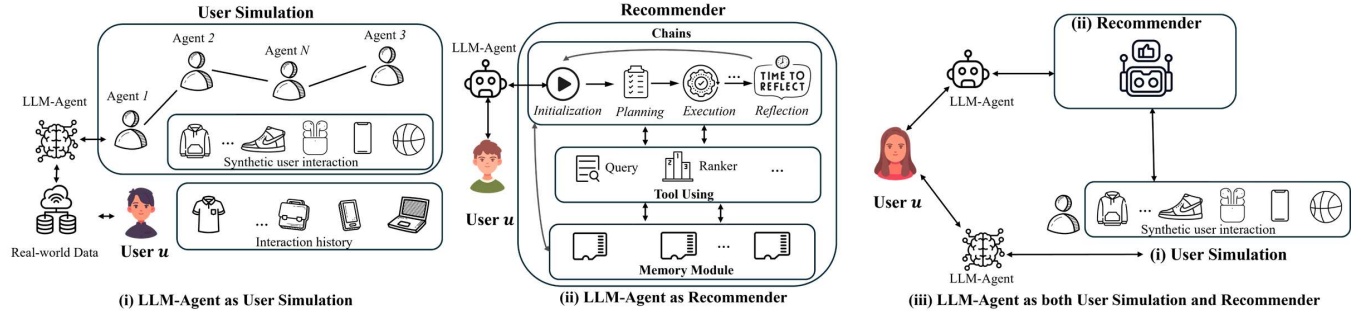 User Simulation
Agent 2
Agent N
Agent 3
LLM-Agent
Agent 1
...
Synthetic user interaction
...
Real-world Data
User u
Interaction history
(i) LLM-Agent as User Simulation
Recommender
Chains
LLM-Agent
...
TIME TO
REFLECT
Initialization
Planning
Execution
Reflection
User u
Query
1
2
3
Ranker
...
Tool Using
...
Memory Module
(ii) LLM-Agent as Recommender
(ii) Recommender
LLM-Agent
User u
...
Synthetic user interaction
LLM-Agent
(i) User Simulation
(iii) LLM-Agent as both User Simulation and Recommender